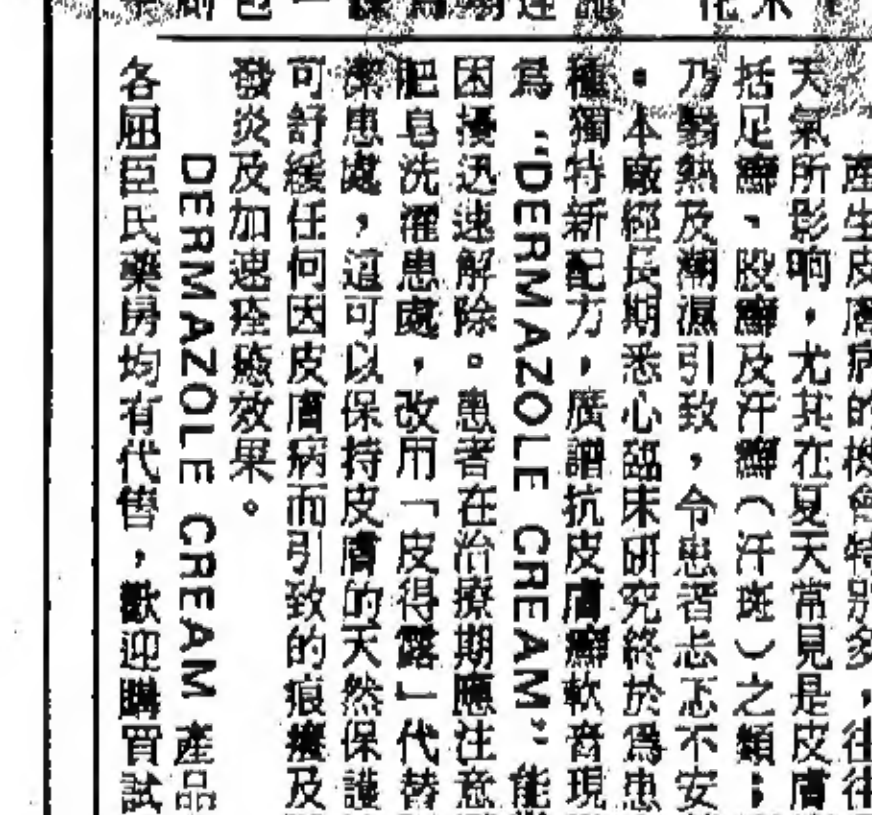 產生皮膚病的機會特別多，往往
天氣所影响，尤其在夏天常見是皮膚
括足癬、股癬及汗癬（汗斑）之類；
乃熱及潮濕引致，令患者忐忑不安
。本廠經長期悉心臨床研究終於爲患
種獨特新配方，廣譜抗皮膚癬軟膏現
爲“DERMAZOLE CREAM”能
困擾迅速解除。患者在治療期應注意
肥皂洗濯患處，改用「皮得露」代替
潔患處，這可以保持皮膚的天然保護
可舒緩任何因皮膚病而引致的痕癢及
發炎及加速痊癒效果。
DERMAZOLE CREAM 產品
各屈臣氏藥房均有代售，歡迎購買試